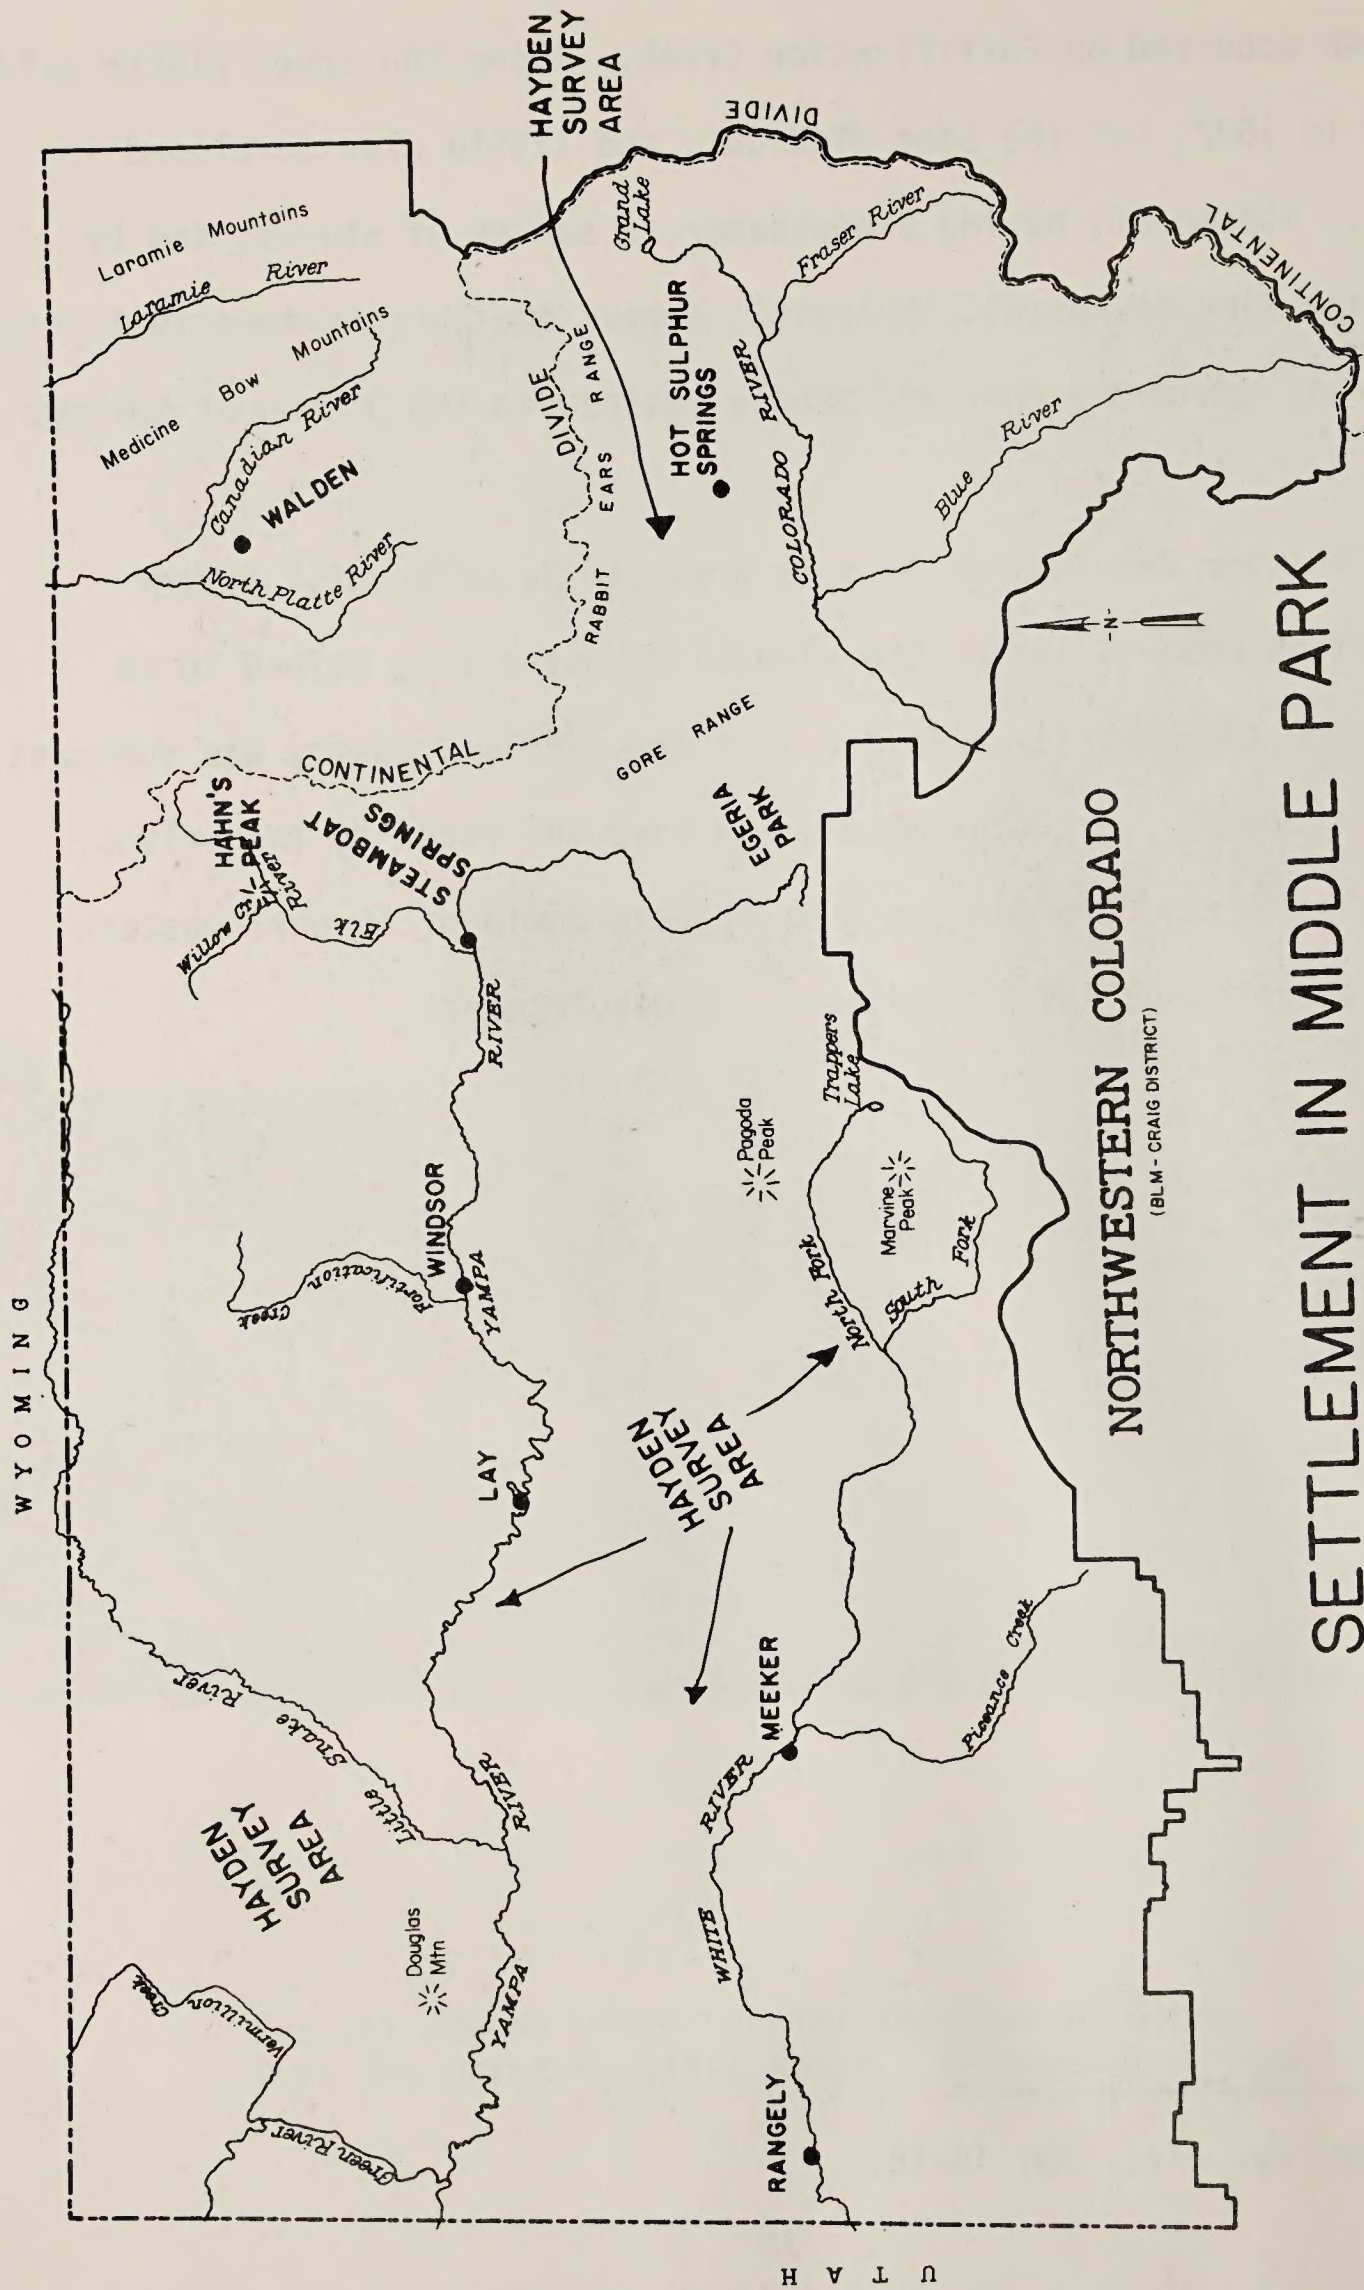 WYOMING
UTAH
HAYDEN
SURVEY
AREA
Laramie Mountains
Laramie River
Medicine Bow Mountains
Canadian River
WALDEN
North Platte River
CONTINENTAL
DIVIDE
RABBIT EARS RANGE
HAHN'S
PEAK
Willow Cr.
Elk River
STEAMBOAT
SPRINGS
Grand
Lake
Fraser River
HOT SULPHUR
SPRINGS
COLORADO RIVER
Blue River
CONTINENTAL
DIVIDE
GORE RANGE
EGERIA
PARK
YAMPA RIVER
WINDSOR
Fortification
Creek
LAY
Little Snake River
HAYDEN
SURVEY
AREA
Vermillion
Creek
Green River
Douglas
Mtn
YAMPA RIVER
HAYDEN
SURVEY
AREA
Pagoda
Peak
Trappers
Lake
Marvine
Peak
North Fork
South Fork
MEEKER
WHITE RIVER
RANGELY
Piceance Creek
-N-
NORTHWESTERN COLORADO
(BLM - CRAIG DISTRICT)
SETTLEMENT IN MIDDLE PARK